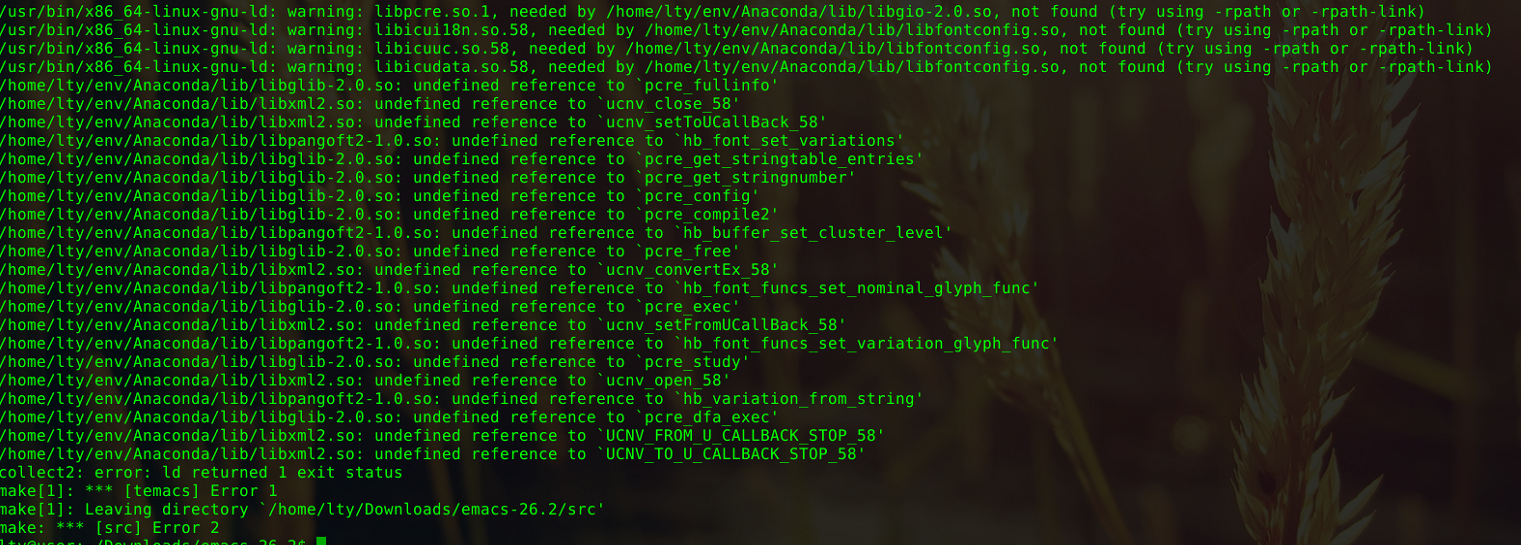 /usr/bin/x86_64-linux-gnu-ld: warning: libpcre.so.1, needed by /home/lty/env/Anaconda/lib/libgio-2.0.so, not found (try using -rpath or -rpath-link)
/usr/bin/x86_64-linux-gnu-ld: warning: libicui18n.so.58, needed by /home/lty/env/Anaconda/lib/libfontconfig.so, not found (try using -rpath or -rpath-link)
/usr/bin/x86_64-linux-gnu-ld: warning: libicuuc.so.58, needed by /home/lty/env/Anaconda/lib/libfontconfig.so, not found (try using -rpath or -rpath-link)
/usr/bin/x86_64-linux-gnu-ld: warning: libicudata.so.58, needed by /home/lty/env/Anaconda/lib/libfontconfig.so, not found (try using -rpath or -rpath-link)
/home/lty/env/Anaconda/lib/libglib-2.0.so: undefined reference to `pcre_fullinfo'
/home/lty/env/Anaconda/lib/libxml2.so: undefined reference to `ucnv_close_58'
/home/lty/env/Anaconda/lib/libxml2.so: undefined reference to `ucnv_setToUCallBack_58'
/home/lty/env/Anaconda/lib/libpangoft2-1.0.so: undefined reference to `hb_font_set_variations'
/home/lty/env/Anaconda/lib/libglib-2.0.so: undefined reference to `pcre_get_stringtable_entries'
/home/lty/env/Anaconda/lib/libglib-2.0.so: undefined reference to `pcre_get_stringnumber'
/home/lty/env/Anaconda/lib/libglib-2.0.so: undefined reference to `pcre_config'
/home/lty/env/Anaconda/lib/libglib-2.0.so: undefined reference to `pcre_compile2'
/home/lty/env/Anaconda/lib/libpangoft2-1.0.so: undefined reference to `hb_buffer_set_cluster_level'
/home/lty/env/Anaconda/lib/libglib-2.0.so: undefined reference to `pcre_free'
/home/lty/env/Anaconda/lib/libxml2.so: undefined reference to `ucnv_convertEx_58'
/home/lty/env/Anaconda/lib/libpangoft2-1.0.so: undefined reference to `hb_font_funcs_set_nominal_glyph_func'
/home/lty/env/Anaconda/lib/libglib-2.0.so: undefined reference to `pcre_exec'
/home/lty/env/Anaconda/lib/libxml2.so: undefined reference to `ucnv_setFromUCallBack_58'
/home/lty/env/Anaconda/lib/libpangoft2-1.0.so: undefined reference to `hb_font_funcs_set_variation_glyph_func'
/home/lty/env/Anaconda/lib/libglib-2.0.so: undefined reference to `pcre_study'
/home/lty/env/Anaconda/lib/libxml2.so: undefined reference to `ucnv_open_58'
/home/lty/env/Anaconda/lib/libpangoft2-1.0.so: undefined reference to `hb_variation_from_string'
/home/lty/env/Anaconda/lib/libglib-2.0.so: undefined reference to `pcre_dfa_exec'
/home/lty/env/Anaconda/lib/libxml2.so: undefined reference to `UCNV_FROM_U_CALLBACK_STOP_58'
/home/lty/env/Anaconda/lib/libxml2.so: undefined reference to `UCNV_TO_U_CALLBACK_STOP_58'
collect2: error: ld returned 1 exit status
make[1]: *** [temacs] Error 1
make[1]: Leaving directory `/home/lty/Downloads/emacs-26.2/src'
make: *** [src] Error 2
lty@user:~/Downloads/emacs-26.2$